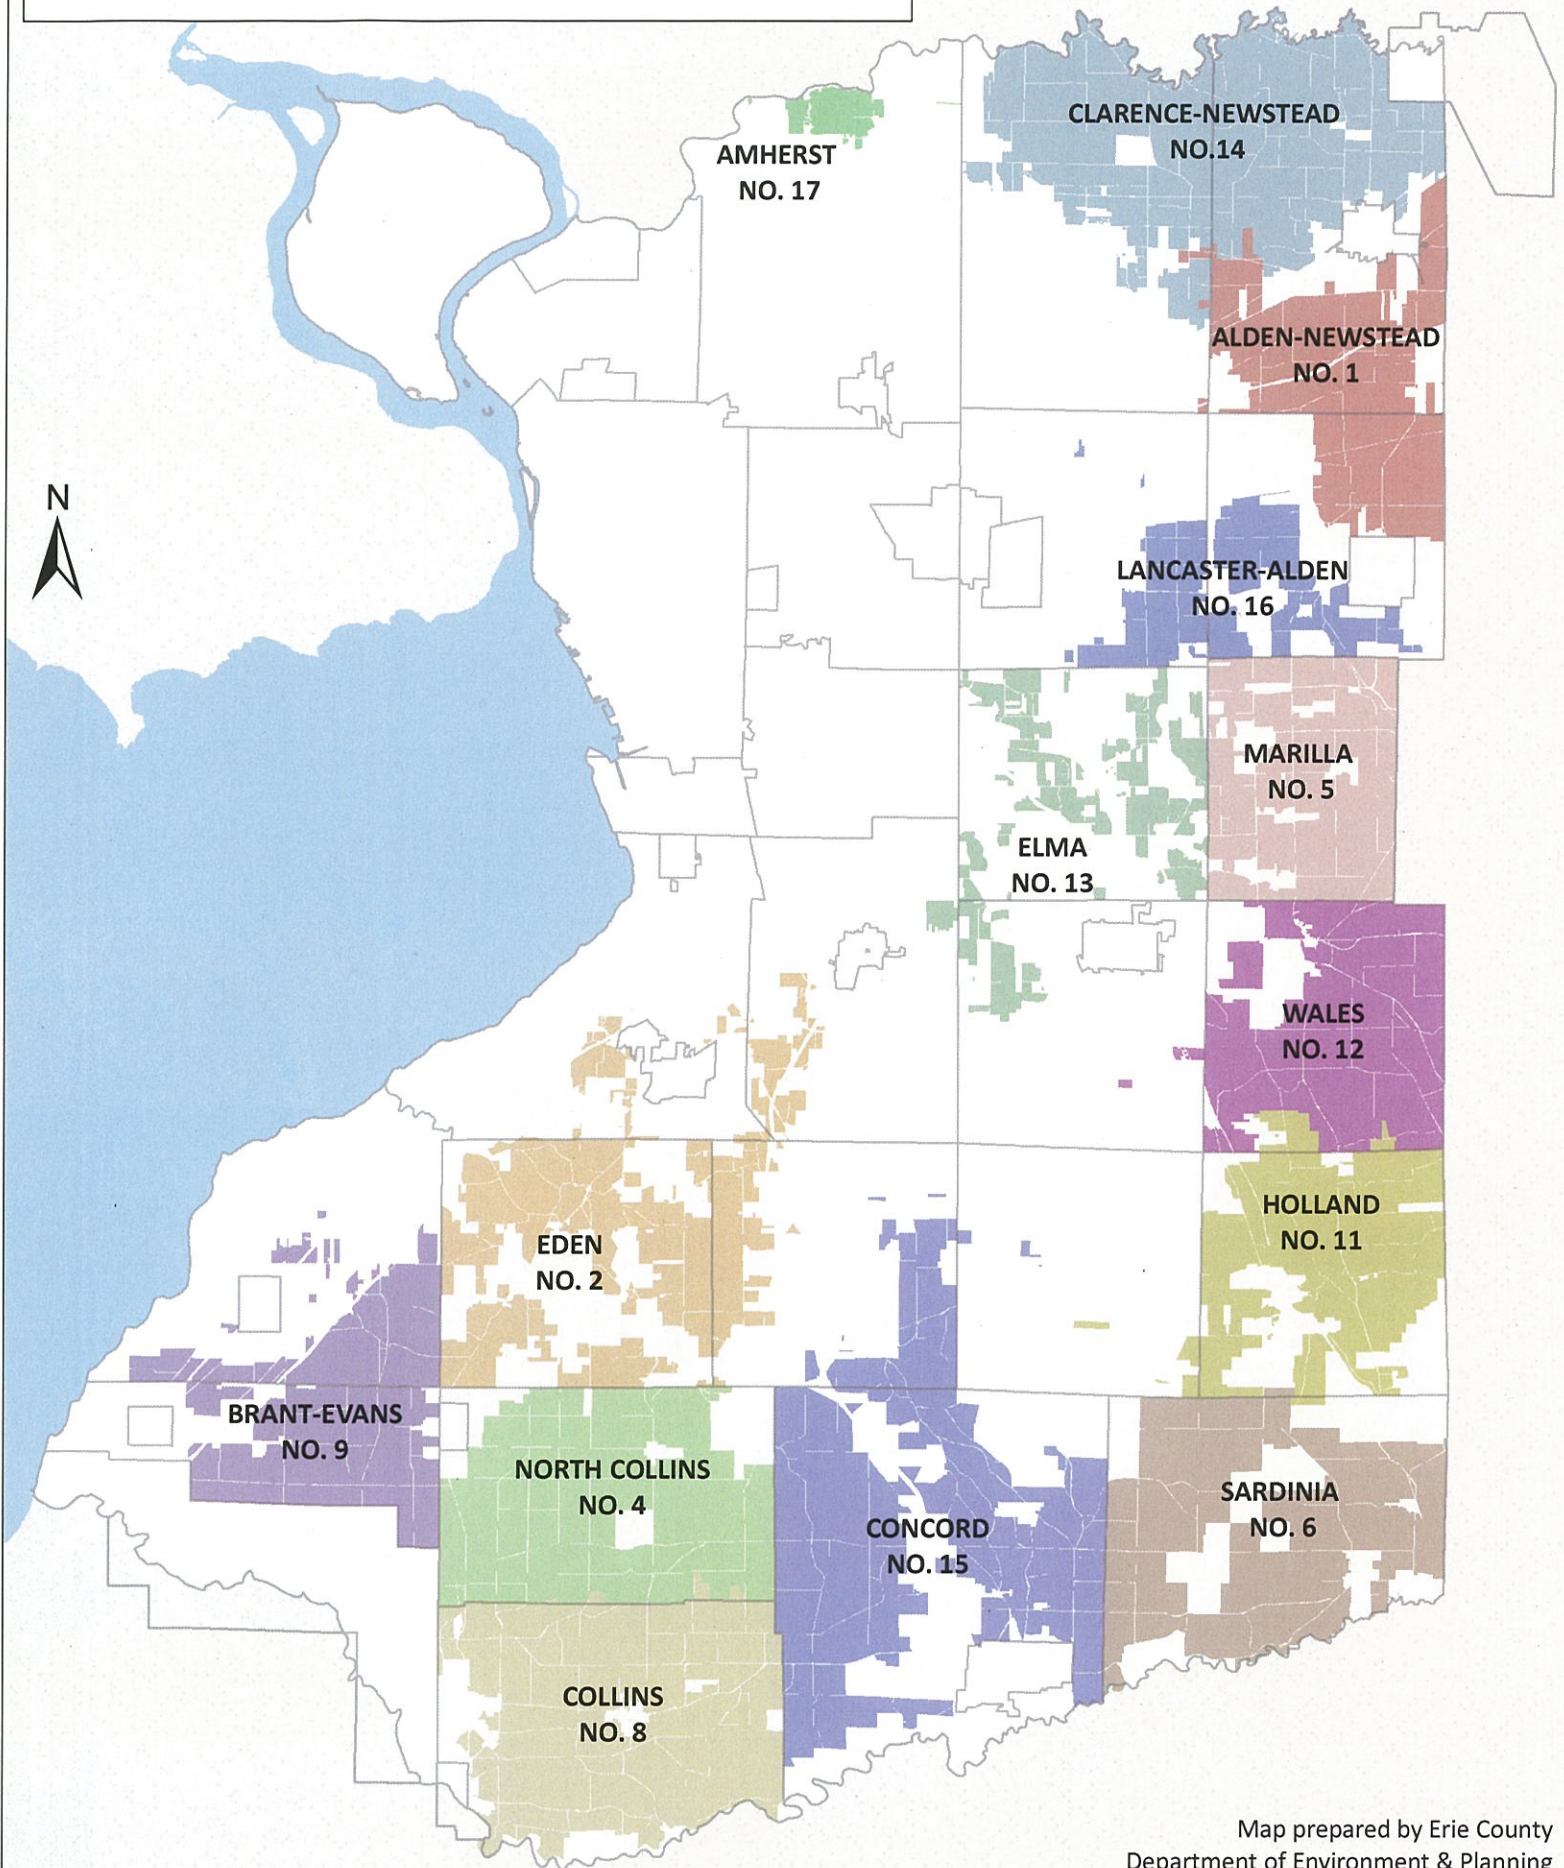 CLARENCE-NEWSTEAD
NO.14
AMHERST
NO. 17
ALDEN-NEWSTEAD
NO. 1
N
LANCASTER-ALDEN
NO. 16
MARILLA
NO. 5
ELMA
NO. 13
WALES
NO. 12
HOLLAND
NO. 11
EDEN
NO. 2
BRANT-EVANS
NO. 9
NORTH COLLINS
NO. 4
SARDINIA
NO. 6
CONCORD
NO. 15
COLLINS
NO. 8
Map prepared by Erie County
Department of Environment & Planning